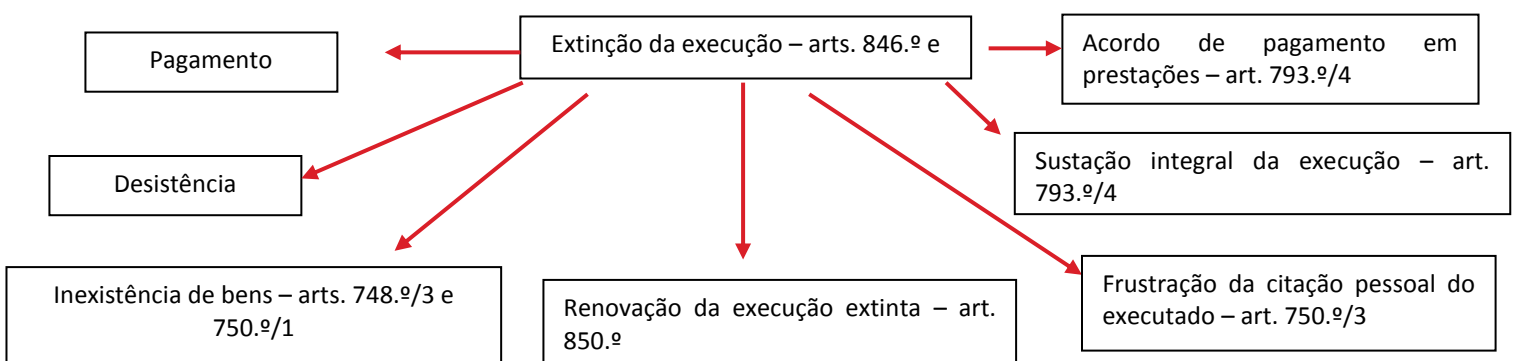 Extinção da execução – arts. 846.º e
Pagamento
Acordo de pagamento em
prestações – art. 793.º/4
Desistência
Sustação integral da execução – art.
793.º/4
Inexistência de bens – arts. 748.º/3 e
750.º/1
Renovação da execução extinta – art.
850.º
Frustração da citação pessoal do
executado – art. 750.º/3